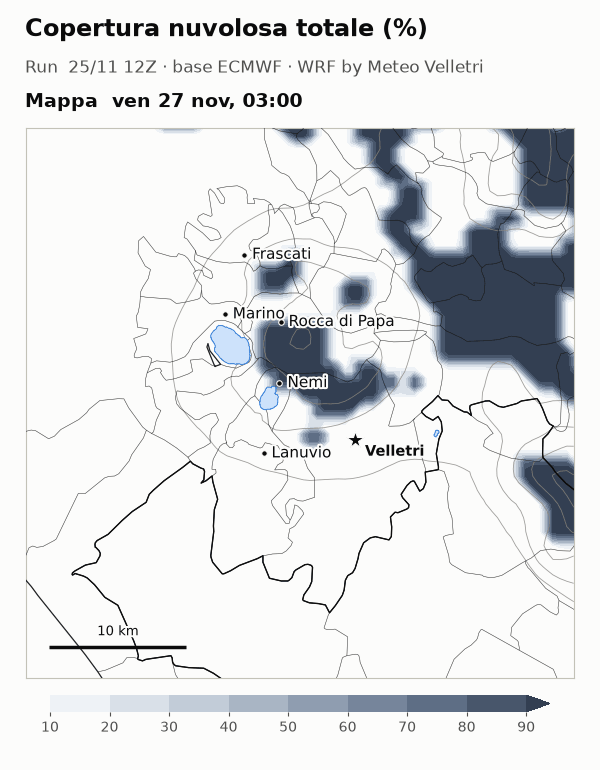 Copertura nuvolosa totale (%)
Run  25/11 12Z · base ECMWF · WRF by Meteo Velletri
Mappa  ven 27 nov, 03:00
Frascati
Marino
Rocca di Papa
Nemi
Velletri
Lanuvio
10 km
10 20 30 40 50 60 70 80 90